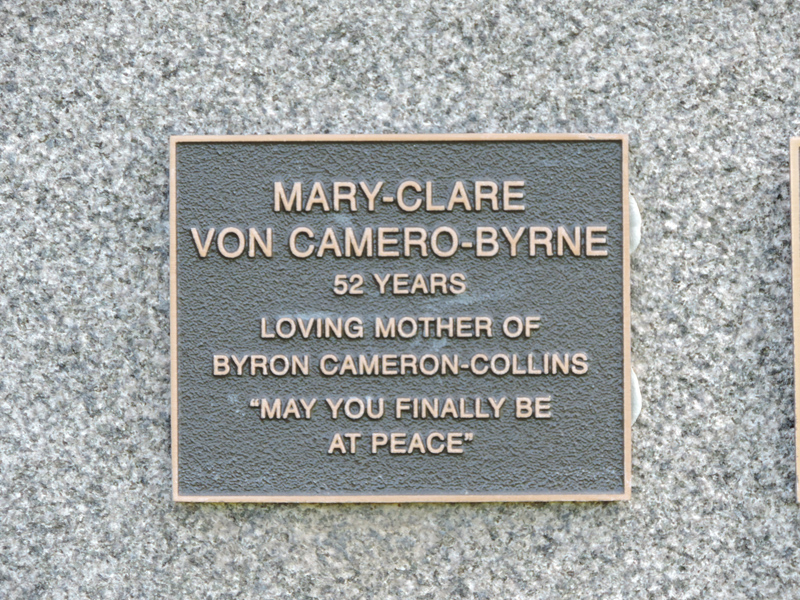 MARY-CLARE
VON CAMERO-BYRNE
52 YEARS
LOVING MOTHER OF
BYRON CAMERON-COLLINS
“MAY YOU FINALLY BE
AT PEACE”